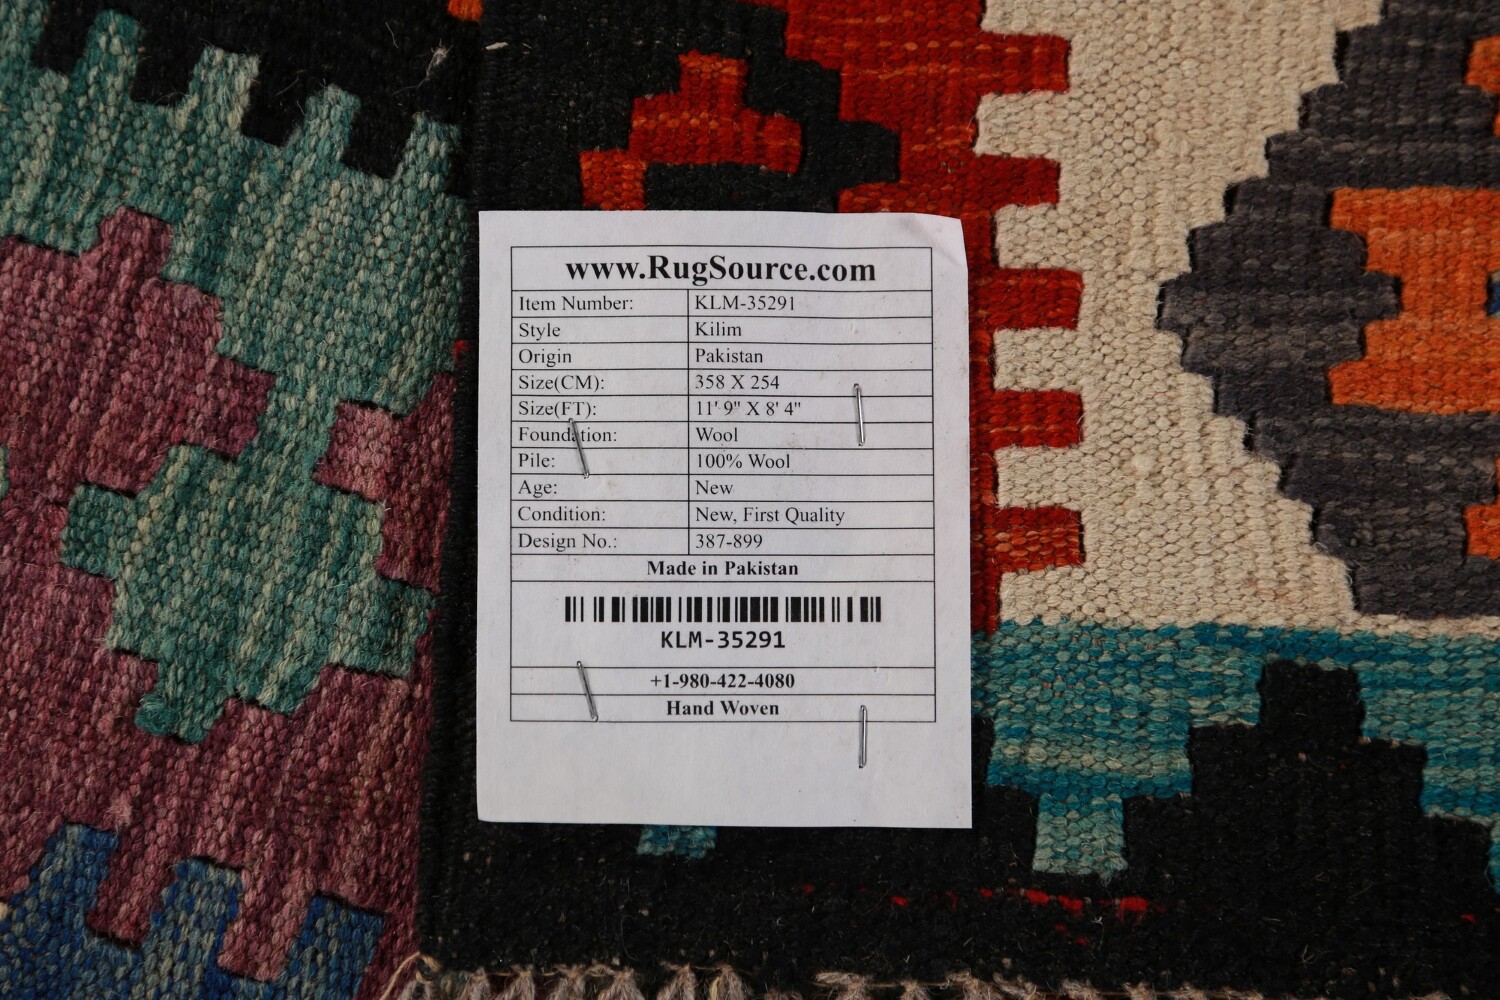 www.RugSource.com
Item Number: KLM-35291
Style Kilim
Origin Pakistan
Size(CM): 358 X 254
Size(FT): 11' 9" X 8' 4"
Foundation: Wool
Pile: 100% Wool
Age: New
Condition: New, First Quality
Design No.: 387-899
Made in Pakistan
KLM-35291
+1-980-422-4080
Hand Woven